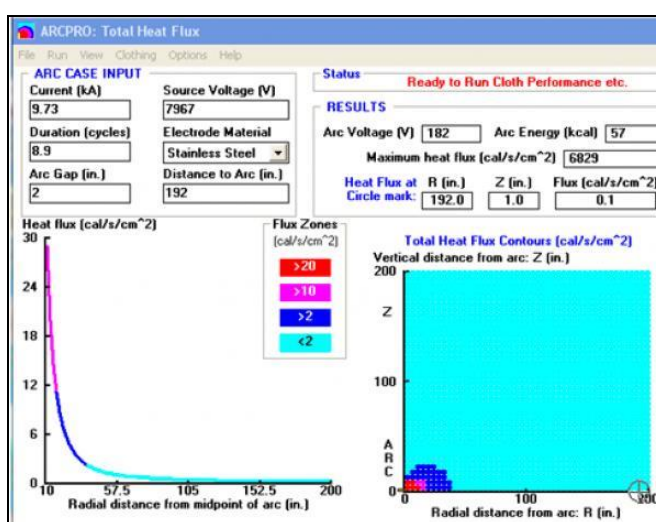 ARCPRO: Total Heat Flux
File Run View Clothing Options Help
ARC CASE INPUT
Current (kA) Source Voltage (V)
9.73 7967
Duration (cycles) Electrode Material
8.9 Stainless Steel
Arc Gap (in.) Distance to Arc (in.)
2 192
Status
Ready to Run Cloth Performance etc.
RESULTS
Arc Voltage (V) 182 Arc Energy (kcal) 57
Maximum heat flux (cal/s/cm^2) 6829
Heat Flux at R (in.) Z (in.) Flux (cal/s/cm^2)
Circle mark: 192.0 1.0 0.1
Heat flux (cal/s/cm^2)
30
24
18
12
6
0
10 57.5 105 152.5 200
Radial distance from midpoint of arc (in.)
Flux Zones
(cal/s/cm^2)
>20
>10
>2
<2
Total Heat Flux Contours (cal/s/cm^2)
Vertical distance from arc: Z (in.)
200
Z
100
A
R
C
0
0 100 200
Radial distance from arc: R (in.)